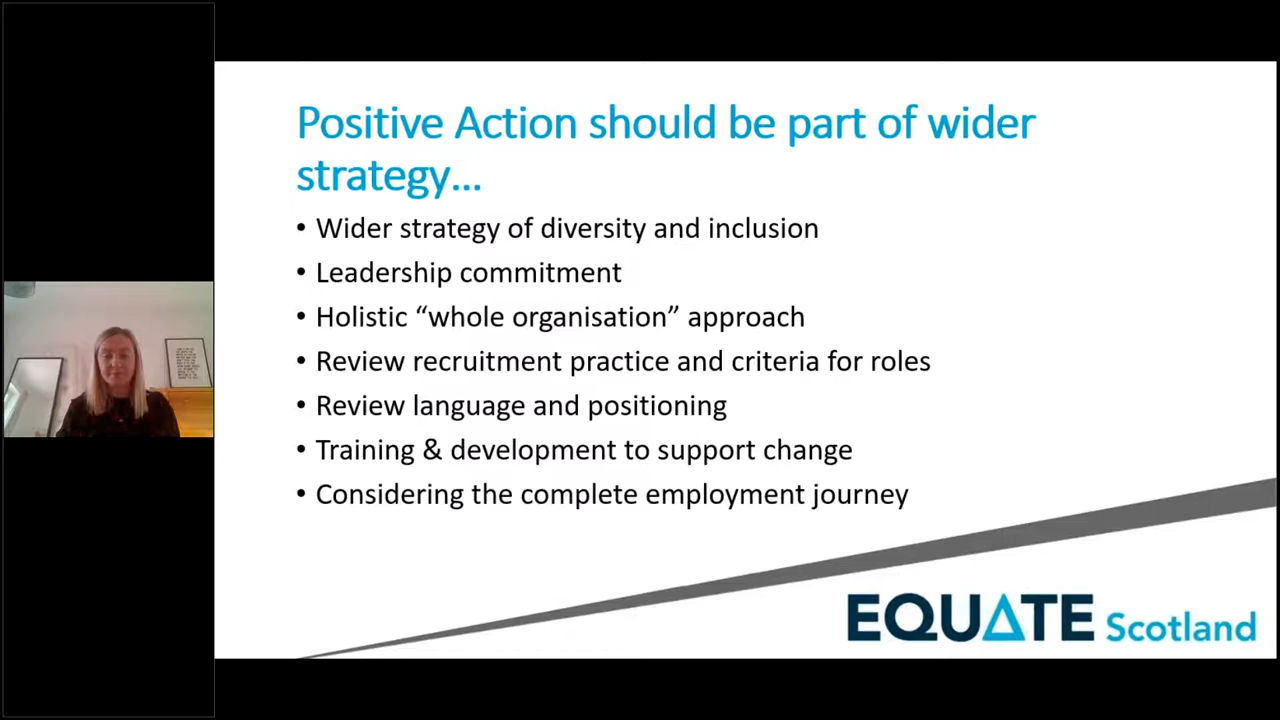 Positive Action should be part of wider
strategy...
• Wider strategy of diversity and inclusion
• Leadership commitment
• Holistic “whole organisation” approach
• Review recruitment practice and criteria for roles
• Review language and positioning
• Training & development to support change
• Considering the complete employment journey
EQUATE Scotland